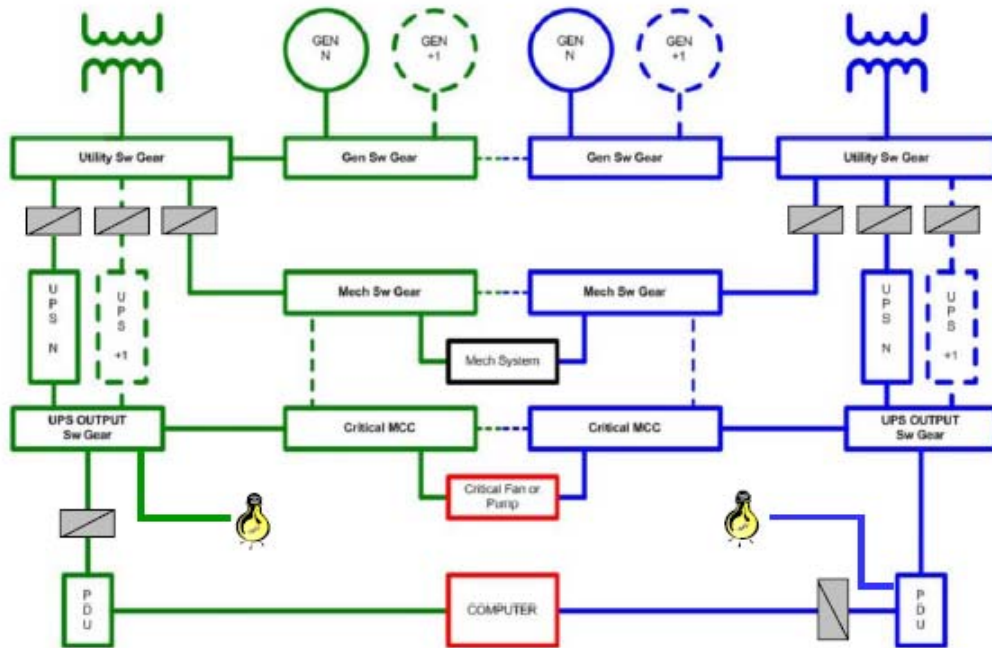 GEN
N
GEN
+1
GEN
N
GEN
+1
Utility Sw Gear
Gen Sw Gear
Gen Sw Gear
Utility Sw Gear
U
P
S
N
U
P
S
+1
Mech Sw Gear
Mech Sw Gear
U
P
S
N
U
P
S
+1
Mech System
UPS OUTPUT
Sw Gear
Critical MCC
Critical MCC
UPS OUTPUT
Sw Gear
Critical Fan or
Pump
P
D
U
COMPUTER
P
D
U